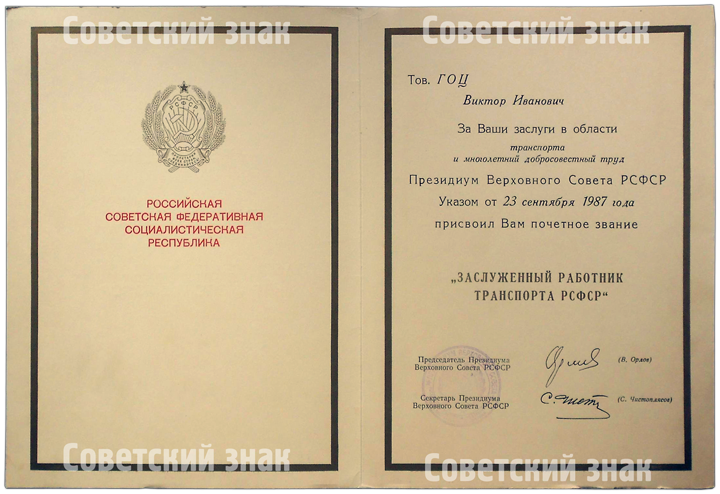 Советский знак
Советский знак
РСФСР
РОССИЙСКАЯ
СОВЕТСКАЯ ФЕДЕРАТИВНАЯ
СОЦИАЛИСТИЧЕСКАЯ
РЕСПУБЛИКА
Тов. ГОЦ
Виктор Иванович
За Ваши заслуги в области
транспорта
и многолетний добросовестный труд
Президиум Верховного Совета РСФСР
Указом от 23 сентября 1987 года
присвоил Вам почетное звание
„ЗАСЛУЖЕННЫЙ РАБОТНИК
ТРАНСПОРТА РСФСР“
Председатель Президиума
Верховного Совета РСФСР
(В. Орлов)
Секретарь Президиума
Верховного Совета РСФСР
(С. Чистоплясов)
Советский знак
Советский знак